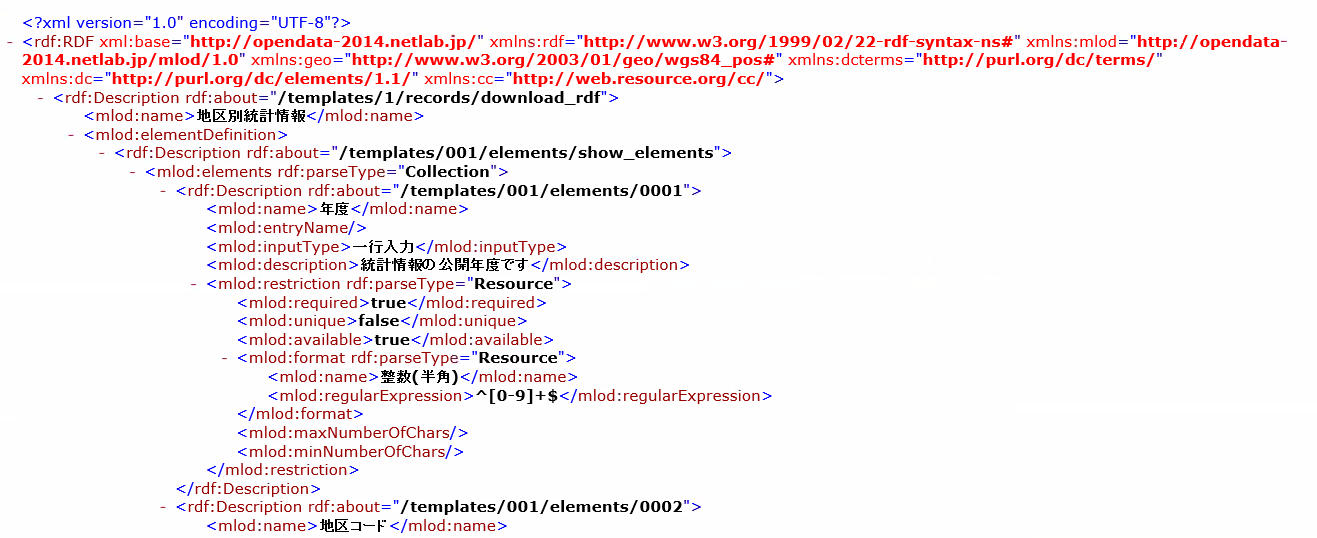 <?xml version="1.0" encoding="UTF-8"?>
- <rdf:RDF xml:base="http://opendata-2014.netlab.jp/" xmlns:rdf="http://www.w3.org/1999/02/22-rdf-syntax-ns#" xmlns:mlod="http://opendata-
2014.netlab.jp/mlod/1.0" xmlns:geo="http://www.w3.org/2003/01/geo/wgs84_pos#" xmlns:dcterms="http://purl.org/dc/terms/"
xmlns:dc="http://purl.org/dc/elements/1.1/" xmlns:cc="http://web.resource.org/cc/">
- <rdf:Description rdf:about="/templates/1/records/download_rdf">
<mlod:name>地区別統計情報</mlod:name>
- <mlod:elementDefinition>
- <rdf:Description rdf:about="/templates/001/elements/show_elements">
- <mlod:elements rdf:parseType="Collection">
- <rdf:Description rdf:about="/templates/001/elements/0001">
<mlod:name>年度</mlod:name>
<mlod:entryName/>
<mlod:inputType>一行入力</mlod:inputType>
<mlod:description>統計情報の公開年度です</mlod:description>
- <mlod:restriction rdf:parseType="Resource">
<mlod:required>true</mlod:required>
<mlod:unique>false</mlod:unique>
<mlod:available>true</mlod:available>
- <mlod:format rdf:parseType="Resource">
<mlod:name>整数(半角)</mlod:name>
<mlod:regularExpression>^[0-9]+$</mlod:regularExpression>
</mlod:format>
<mlod:maxNumberOfChars/>
<mlod:minNumberOfChars/>
</mlod:restriction>
</rdf:Description>
- <rdf:Description rdf:about="/templates/001/elements/0002">
<mlod:name>地区コード</mlod:name>